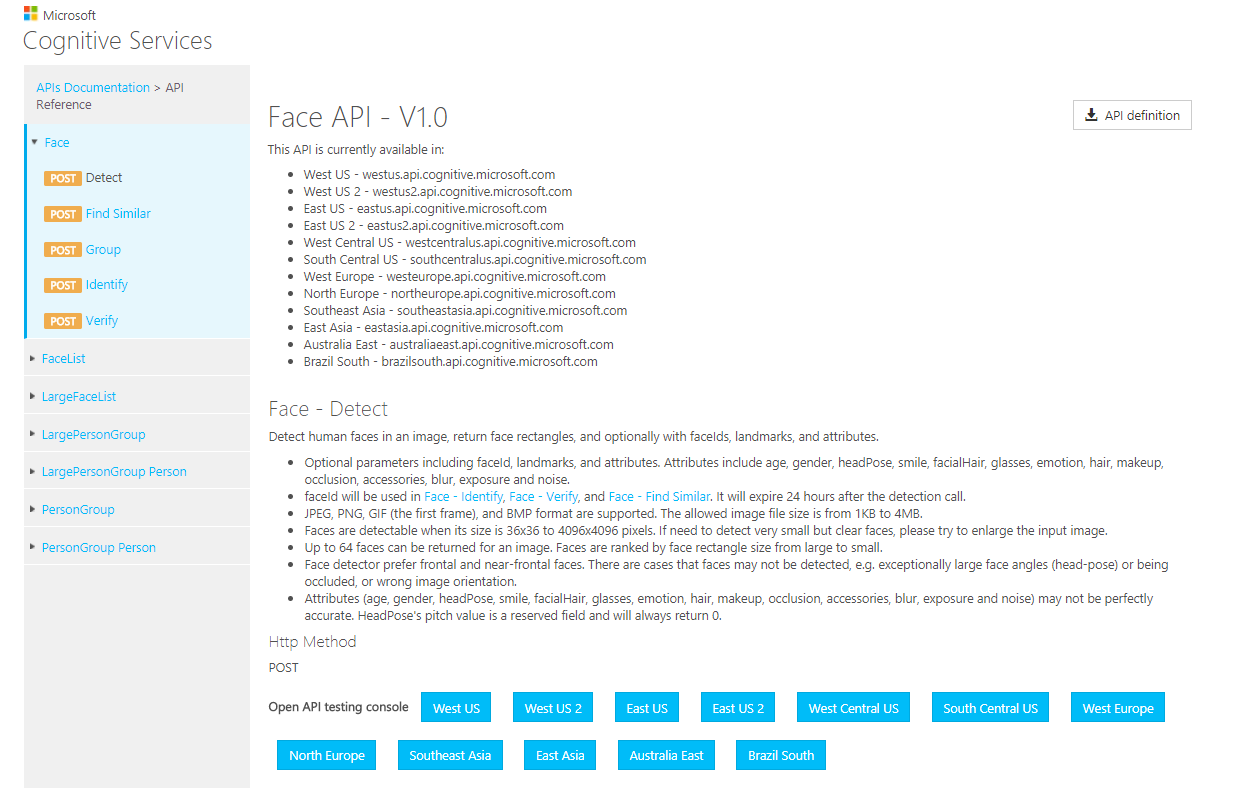 Microsoft
Cognitive Services
APIs Documentation > API
Reference
Face
POST Detect
POST Find Similar
POST Group
POST Identify
POST Verify
FaceList
LargeFaceList
LargePersonGroup
LargePersonGroup Person
PersonGroup
PersonGroup Person
Face API - V1.0
API definition
This API is currently available in:
West US - westus.api.cognitive.microsoft.com
West US 2 - westus2.api.cognitive.microsoft.com
East US - eastus.api.cognitive.microsoft.com
East US 2 - eastus2.api.cognitive.microsoft.com
West Central US - westcentralus.api.cognitive.microsoft.com
South Central US - southcentralus.api.cognitive.microsoft.com
West Europe - westeurope.api.cognitive.microsoft.com
North Europe - northeurope.api.cognitive.microsoft.com
Southeast Asia - southeastasia.api.cognitive.microsoft.com
East Asia - eastasia.api.cognitive.microsoft.com
Australia East - australiaeast.api.cognitive.microsoft.com
Brazil South - brazilsouth.api.cognitive.microsoft.com
Face - Detect
Detect human faces in an image, return face rectangles, and optionally with faceIds, landmarks, and attributes.
Optional parameters including faceId, landmarks, and attributes. Attributes include age, gender, headPose, smile, facialHair, glasses, emotion, hair, makeup,
occlusion, accessories, blur, exposure and noise.
faceId will be used in Face - Identify, Face - Verify, and Face - Find Similar. It will expire 24 hours after the detection call.
JPEG, PNG, GIF (the first frame), and BMP format are supported. The allowed image file size is from 1KB to 4MB.
Faces are detectable when its size is 36x36 to 4096x4096 pixels. If need to detect very small but clear faces, please try to enlarge the input image.
Up to 64 faces can be returned for an image. Faces are ranked by face rectangle size from large to small.
Face detector prefer frontal and near-frontal faces. There are cases that faces may not be detected, e.g. exceptionally large face angles (head-pose) or being
occluded, or wrong image orientation.
Attributes (age, gender, headPose, smile, facialHair, glasses, emotion, hair, makeup, occlusion, accessories, blur, exposure and noise) may not be perfectly
accurate. HeadPose's pitch value is a reserved field and will always return 0.
Http Method
POST
Open API testing console West US West US 2 East US East US 2 West Central US South Central US West Europe
North Europe Southeast Asia East Asia Australia East Brazil South